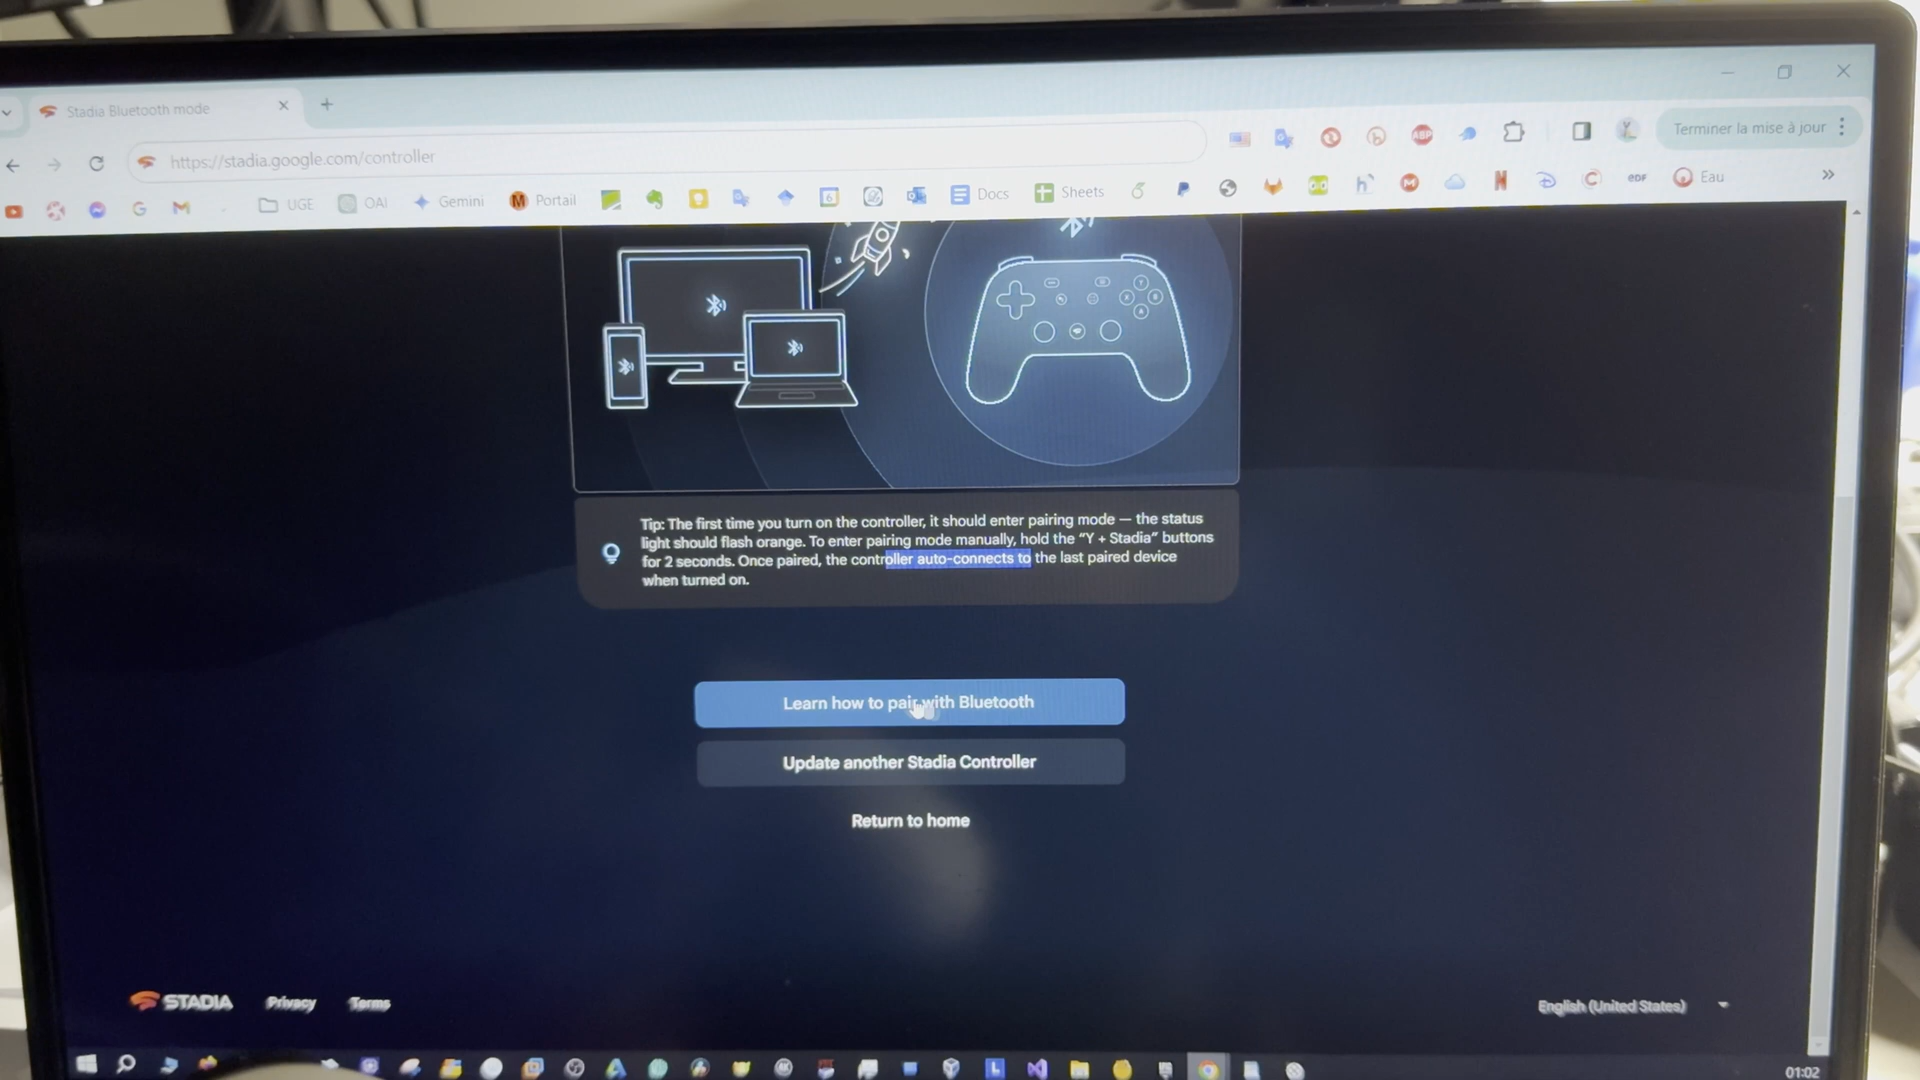 Stadia Bluetooth mode
https://stadia.google.com/controller
ABP
Terminer la mise à jour
UGE
OAI
Gemini
Portail
Docs
Sheets
EDF
Eau
Tip: The first time you turn on the controller, it should enter pairing mode — the status
light should flash orange. To enter pairing mode manually, hold the “Y + Stadia” buttons
for 2 seconds. Once paired, the controller auto-connects to the last paired device
when turned on.
Learn how to pair with Bluetooth
Update another Stadia Controller
Return to home
STADIA
Privacy
Terms
English (United States)
01:02